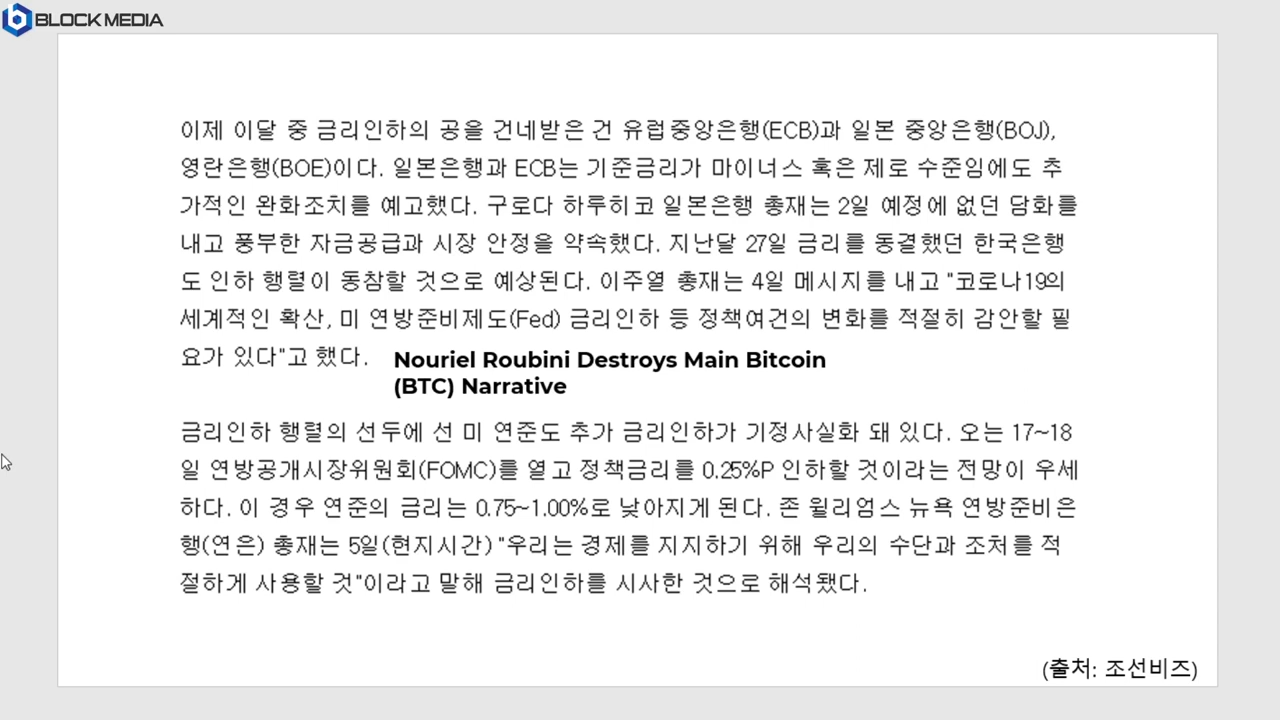 BLOCK MEDIA
이제 이달 중 금리인하의 공을 건네받은 건 유럽중앙은행(ECB)과 일본 중앙은행(BOJ),
영란은행(BOE)이다. 일본은행과 ECB는 기준금리가 마이너스 혹은 제로 수준임에도 추
가적인 완화조치를 예고했다. 구로다 하루히코 일본은행 총재는 2일 예정에 없던 담화를
내고 풍부한 자금공급과 시장 안정을 약속했다. 지난달 27일 금리를 동결했던 한국은행
도 인하 행렬이 동참할 것으로 예상된다. 이주열 총재는 4일 메시지를 내고 "코로나19의
세계적인 확산, 미 연방준비제도(Fed) 금리인하 등 정책여건의 변화를 적절히 감안할 필
요가 있다"고 했다.
Nouriel Roubini Destroys Main Bitcoin
(BTC) Narrative
금리인하 행렬의 선두에 선 미 연준도 추가 금리인하가 기정사실화 돼 있다. 오는 17~18
일 연방공개시장위원회(FOMC)를 열고 정책금리를 0.25%P 인하할 것이라는 전망이 우세
하다. 이 경우 연준의 금리는 0.75~1.00%로 낮아지게 된다. 존 윌리엄스 뉴욕 연방준비은
행(연은) 총재는 5일(현지시간) "우리는 경제를 지지하기 위해 우리의 수단과 조처를 적
절하게 사용할 것"이라고 말해 금리인하를 시사한 것으로 해석됐다.
(출처: 조선비즈)